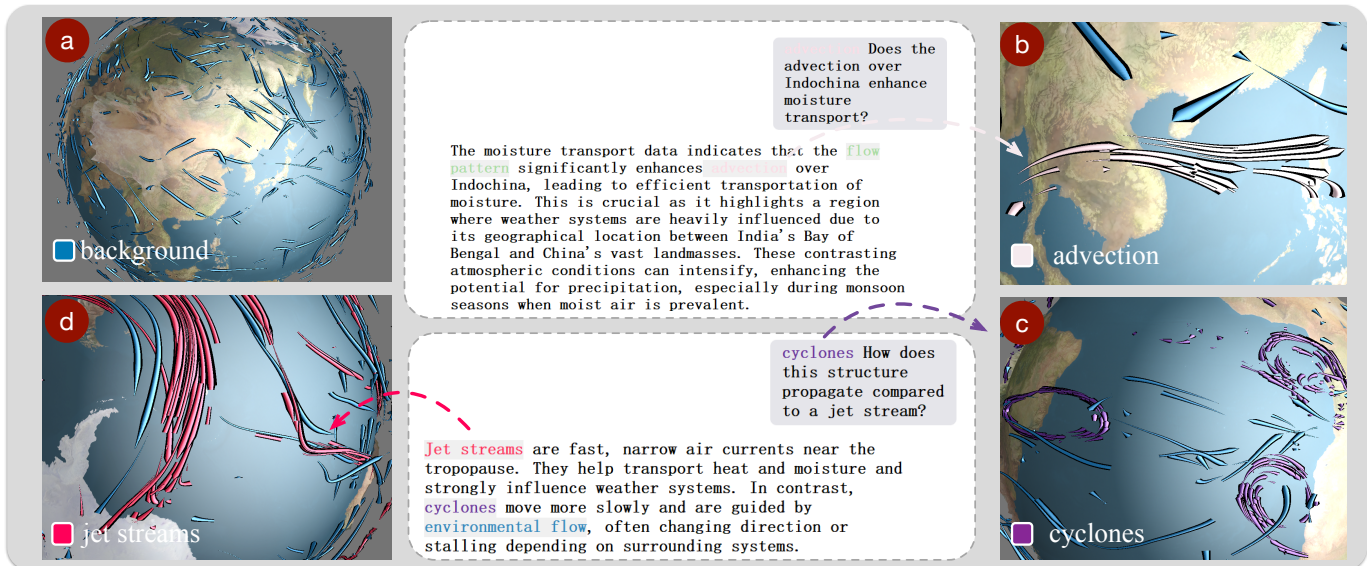 a
background
Does the
advection over
Indochina enhance
moisture
transport?
The moisture transport data indicates that the flow
pattern significantly enhances advection over
Indochina, leading to efficient transportation of
moisture. This is crucial as it highlights a region
where weather systems are heavily influenced due to
its geographical location between India's Bay of
Bengal and China's vast landmasses. These contrasting
atmospheric conditions can intensify, enhancing the
potential for precipitation, especially during monsoon
seasons when moist air is prevalent.
b
advection
d
jet streams
cyclones How does
this structure
propagate compared
to a jet stream?
Jet streams are fast, narrow air currents near the
tropopause. They help transport heat and moisture and
strongly influence weather systems. In contrast,
cyclones move more slowly and are guided by
environmental flow, often changing direction or
stalling depending on surrounding systems.
c
cyclones